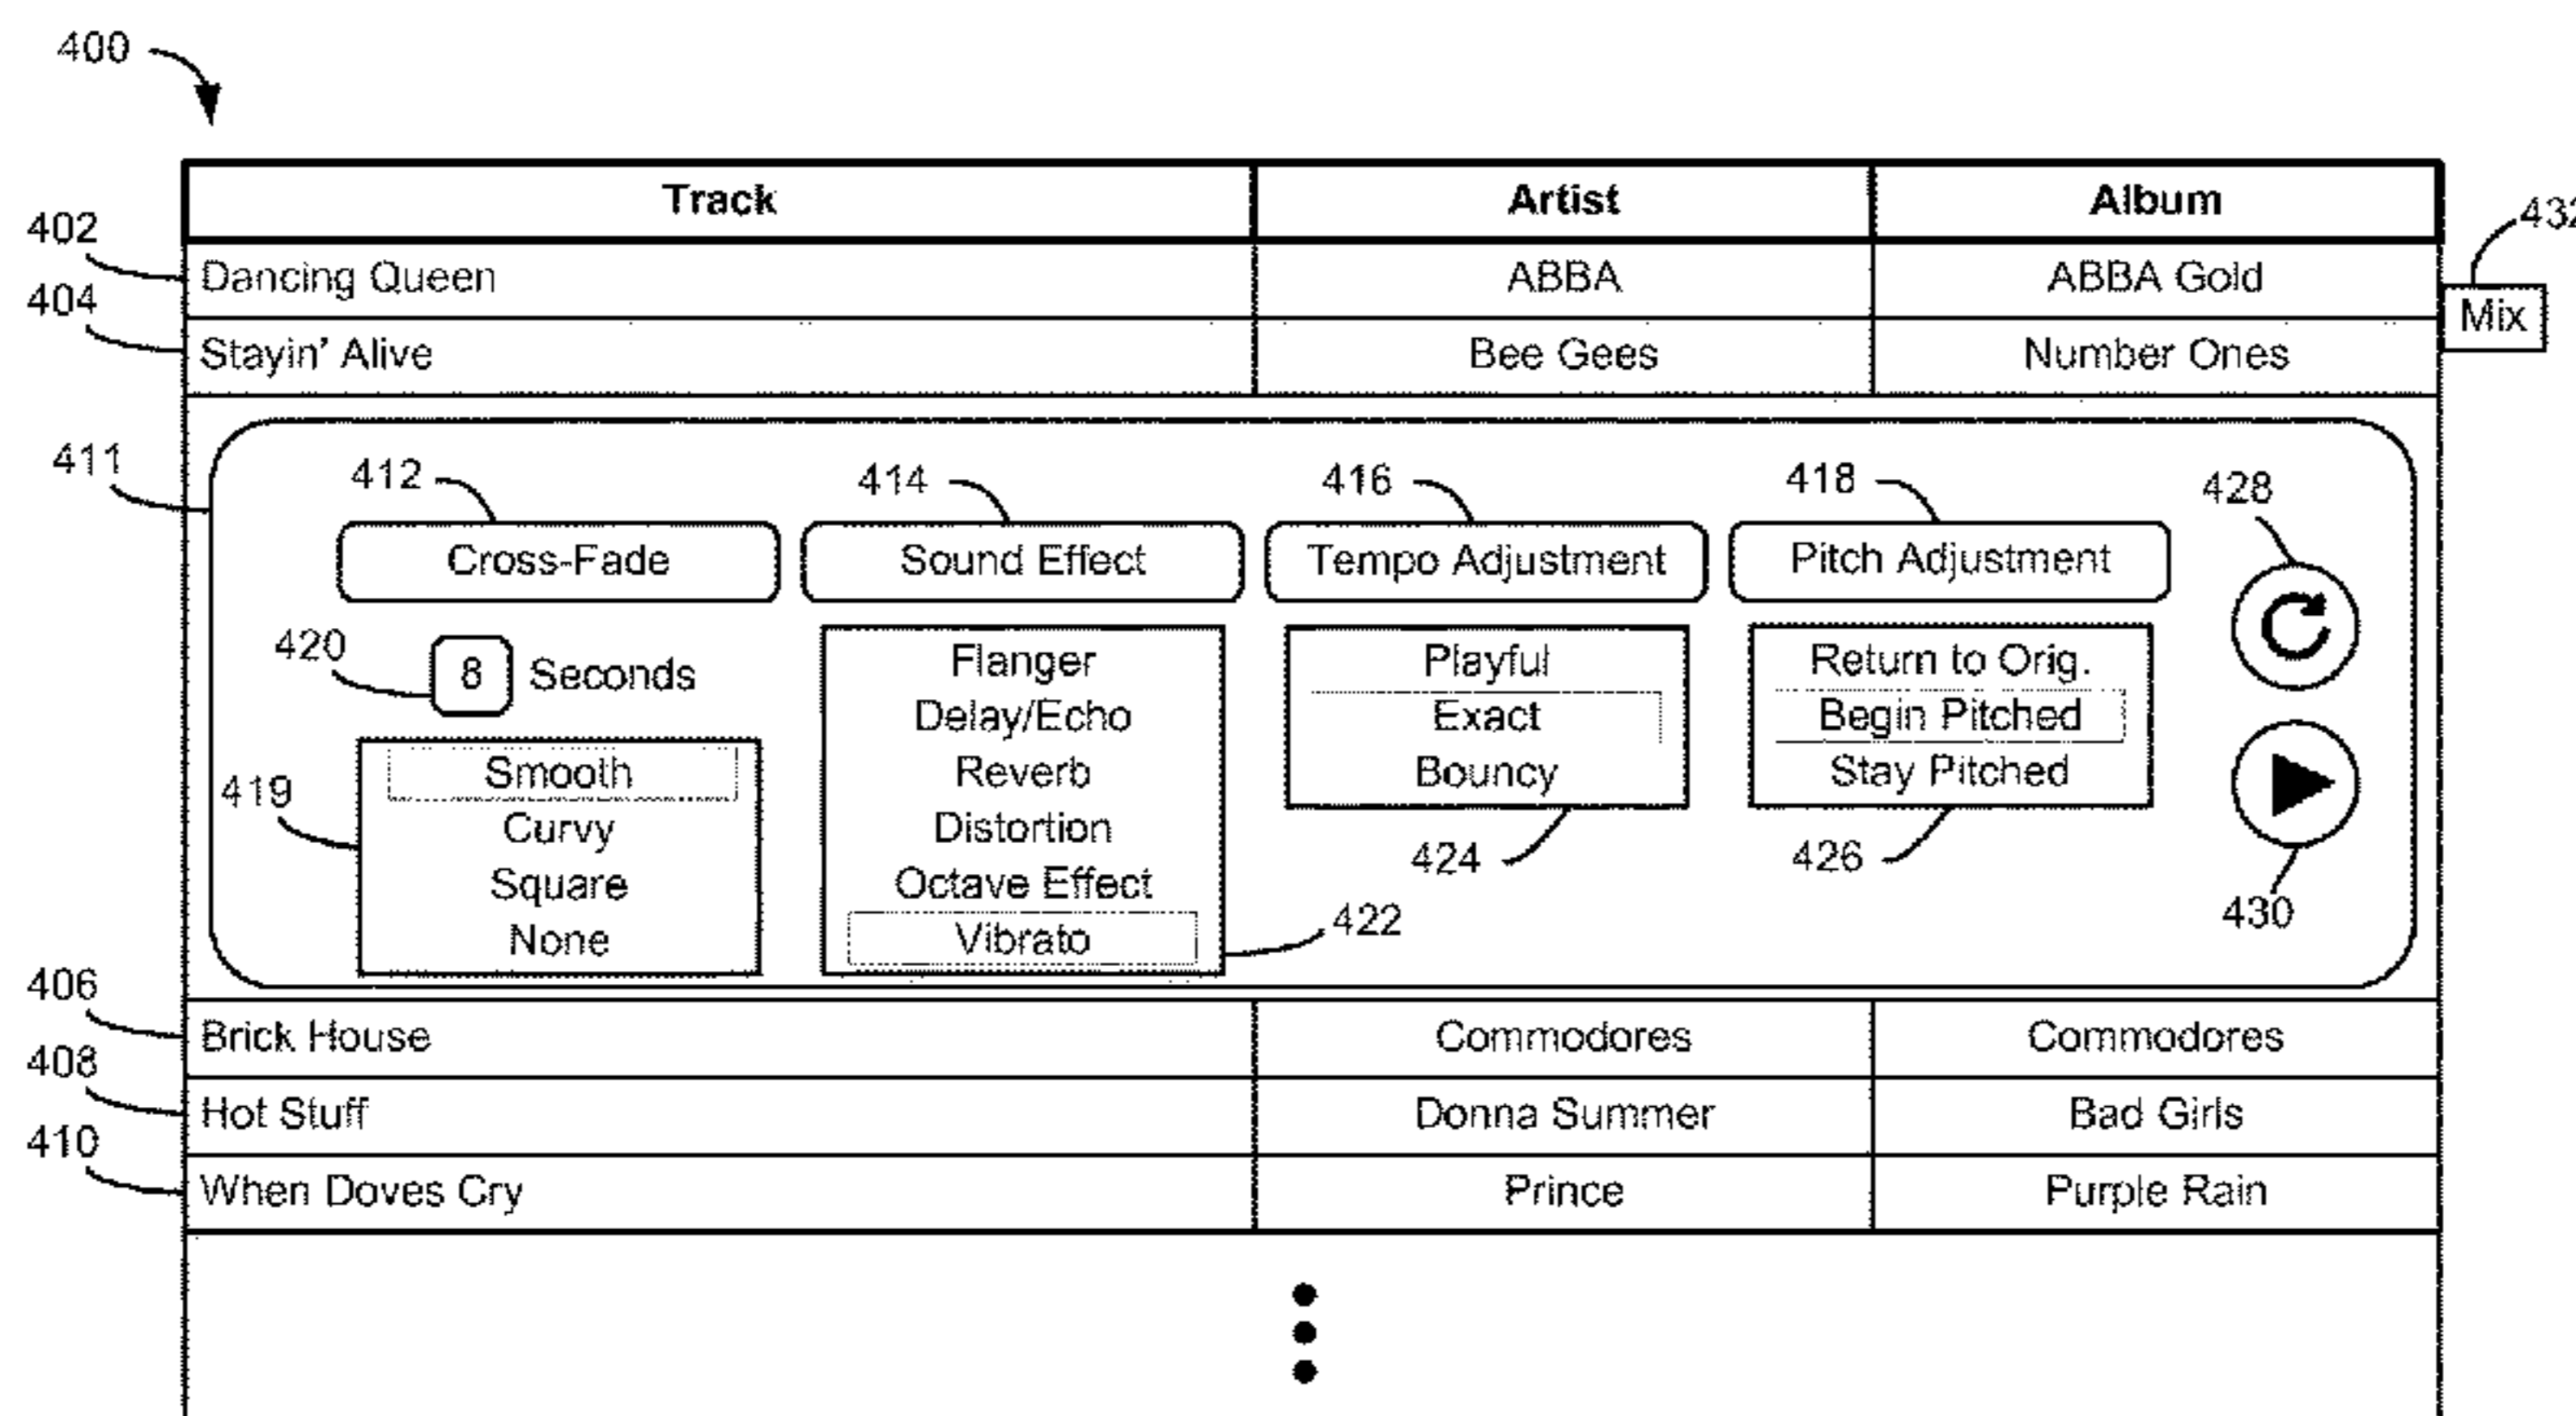 400
Track Artist Album
402
432
Dancing Queen ABBA ABBA Gold
404
Mix
Stayin' Alive Bee Gees Number Ones
411
412 414 416 418 428
Cross-Fade Sound Effect Tempo Adjustment Pitch Adjustment
420
8 Seconds
Flanger
Delay/Echo
Reverb
Distortion
Octave Effect
Vibrato
Playful
Exact
Bouncy
Return to Orig.
Begin Pitched
Stay Pitched
419
Smooth
Curvy
Square
None
424
426
422
430
406
Brick House Commodores Commodores
408
Hot Stuff Donna Summer Bad Girls
410
When Doves Cry Prince Purple Rain